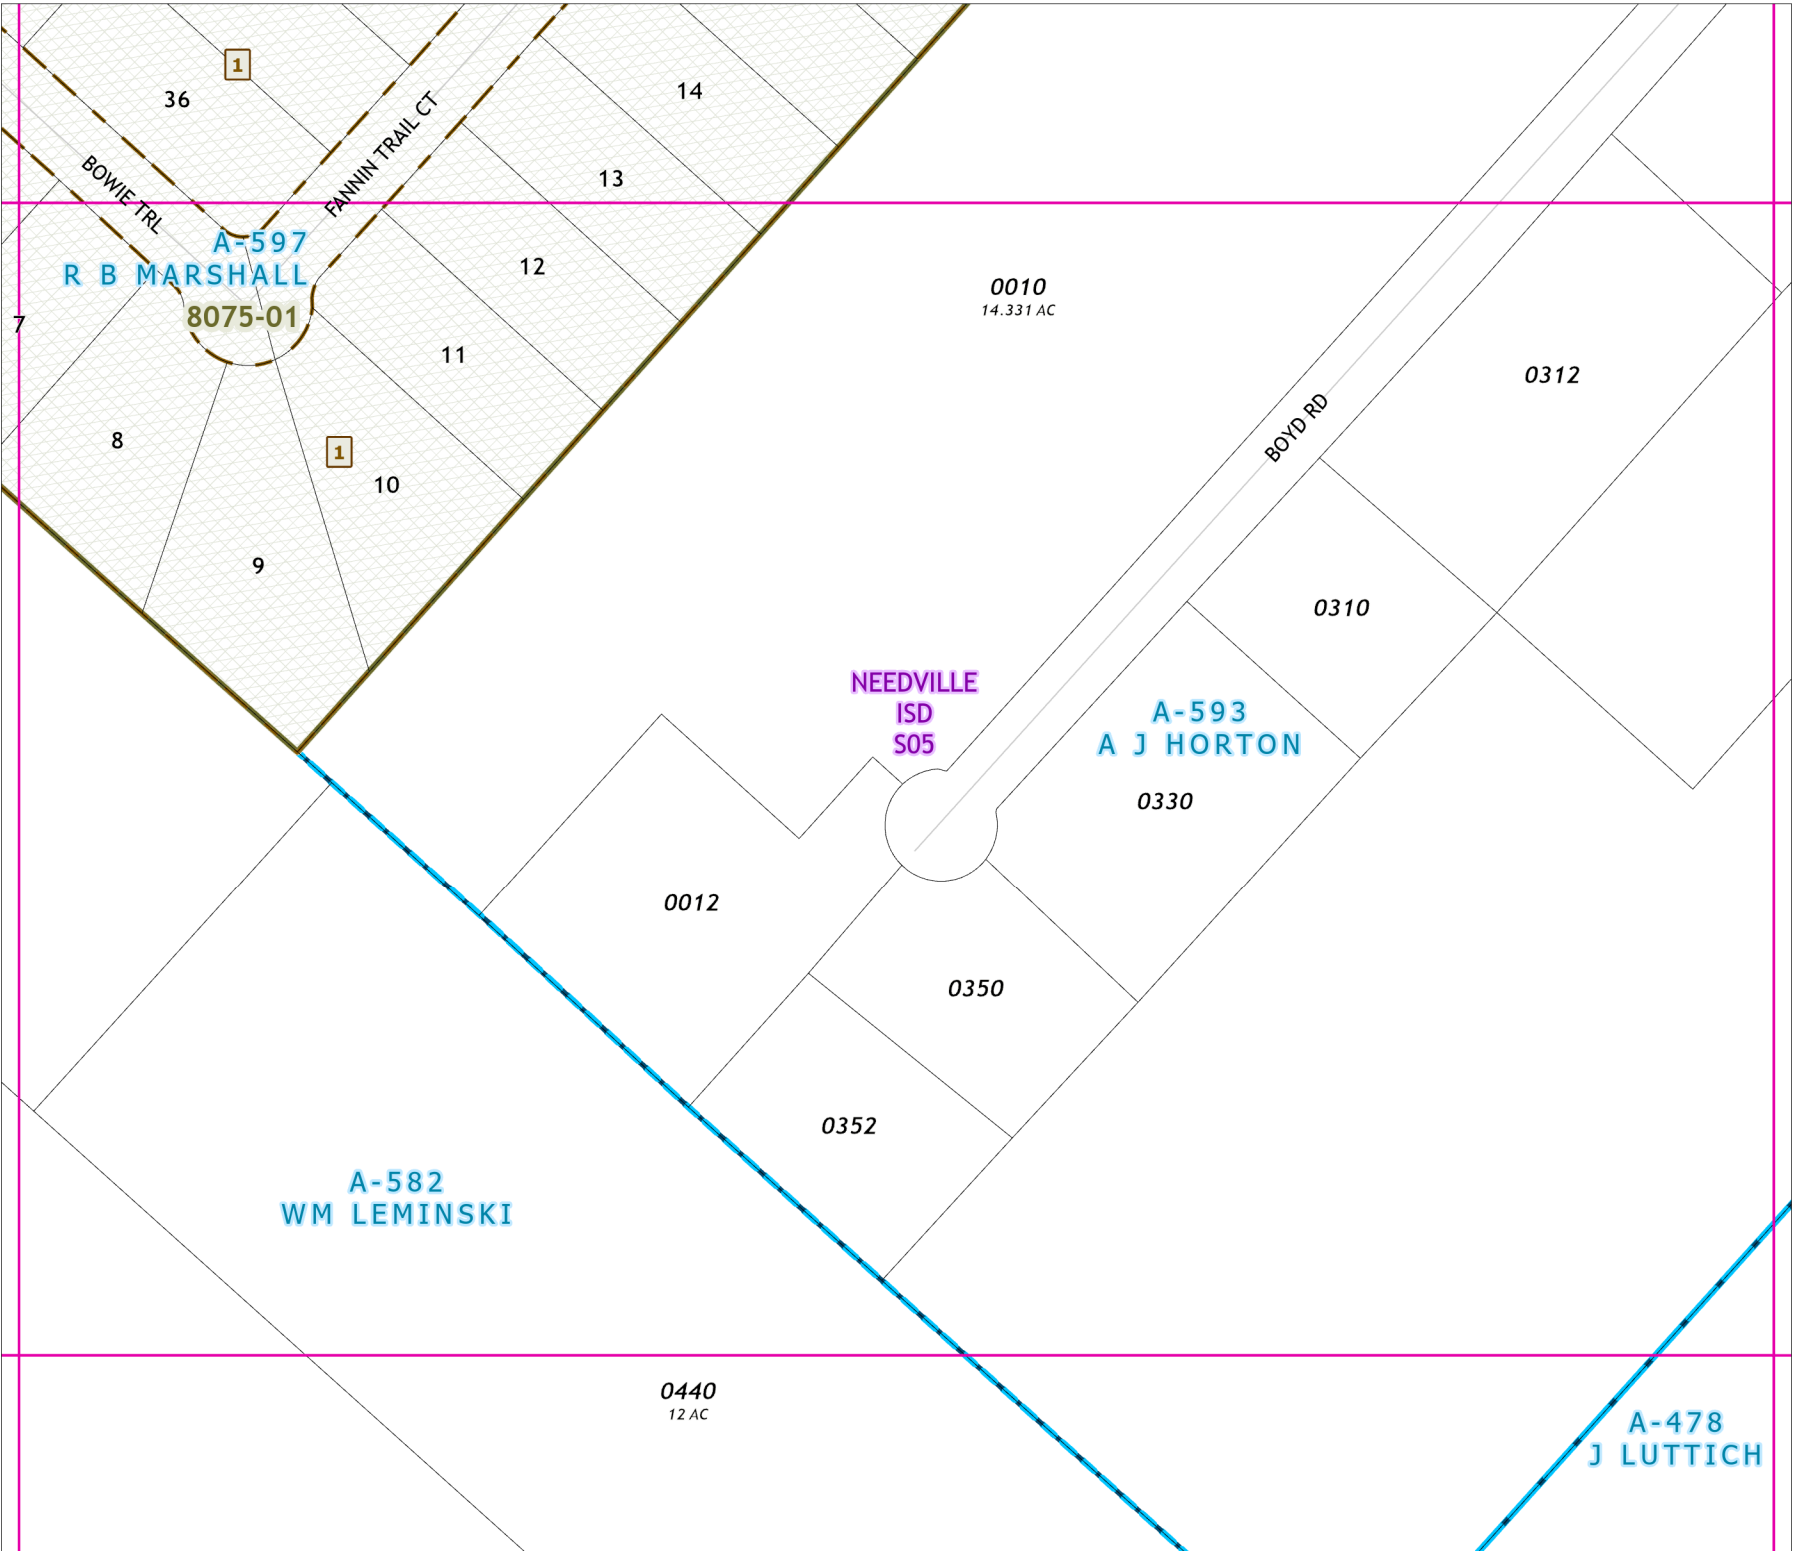 1
36
14
BOWIE TRL
FANNIN TRAIL CT
13
A-597
R B MARSHALL
8075-01
12
7
11
8
1
10
9
0010
14.331 AC
0312
BOYD RD
0310
NEEDVILLE
ISD
S05
A-593
A J HORTON
0330
0012
0350
0352
A-582
WM LEMINSKI
0440
12 AC
A-478
J LUTTICH